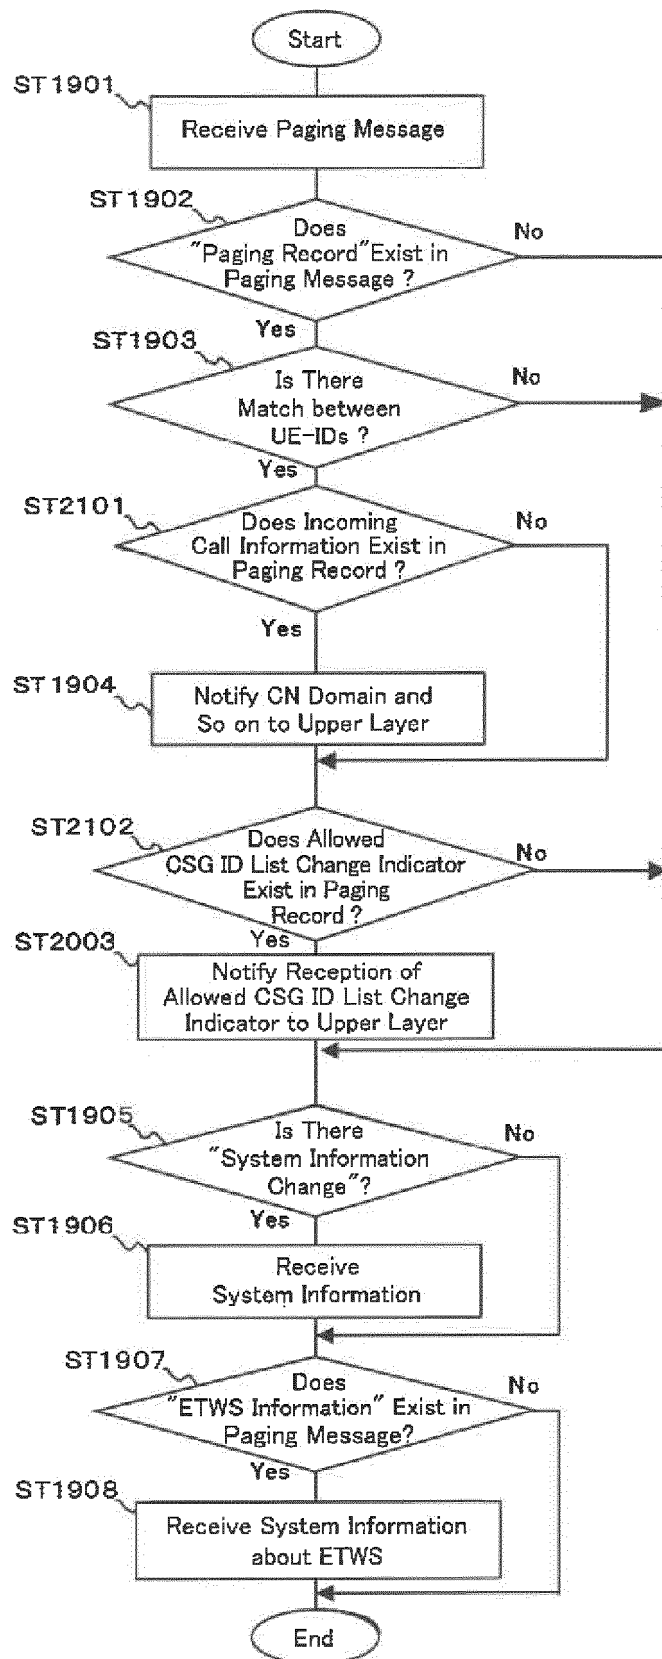 Start
ST1901
Receive Paging Message
ST1902
Does
"Paging Record"Exist in
Paging Message ?
No
Yes
ST1903
Is There
Match between
UE-IDs ?
No
Yes
ST2101
Does Incoming
Call Information Exist in
Paging Record ?
No
Yes
ST1904
Notify CN Domain and
So on to Upper Layer
ST2102
Does Allowed
CSG ID List Change Indicator
Exist in Paging
Record ?
No
Yes
ST2003
Notify Reception of
Allowed CSG ID List Change
Indicator to Upper Layer
ST1905
Is There
"System Information
Change"?
No
Yes
ST1906
Receive
System Information
ST1907
Does
"ETWS Information" Exist in
Paging Message?
No
Yes
ST1908
Receive System Information
about ETWS
End